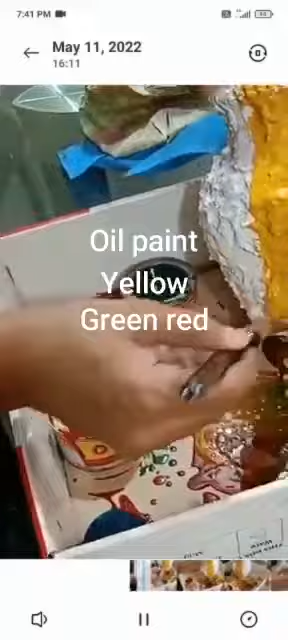 7:41 PM
May 11, 2022
16:11
Oil paint
Yellow
Green red